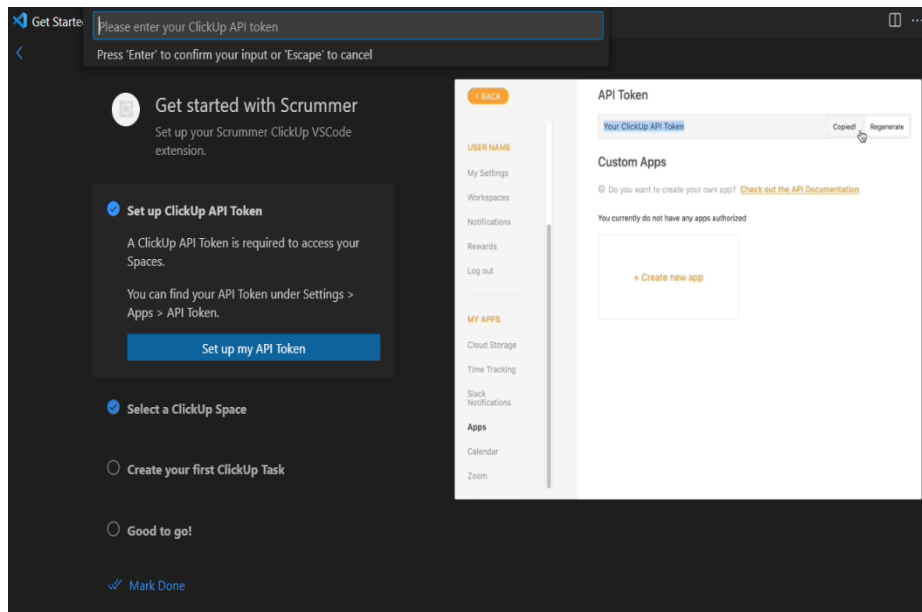 Get Starte
Please enter your ClickUp API token
Press 'Enter' to confirm your input or 'Escape' to cancel
Get started with Scrummer
Set up your Scrummer ClickUp VSCode
extension.
Set up ClickUp API Token
A ClickUp API Token is required to access your
Spaces.
You can find your API Token under Settings >
Apps > API Token.
Set up my API Token
Select a ClickUp Space
Create your first ClickUp Task
Good to go!
Mark Done
< BACK
USER NAME
My Settings
Workspaces
Notifications
Rewards
Log out
MY APPS
Cloud Storage
Time Tracking
Slack
Notifications
Apps
Calendar
Zoom
API Token
Your ClickUp API Token
Copied!
Regenerate
Custom Apps
Do you want to create your own app? Check out the API Documentation
You currently do not have any apps authorized
+ Create new app